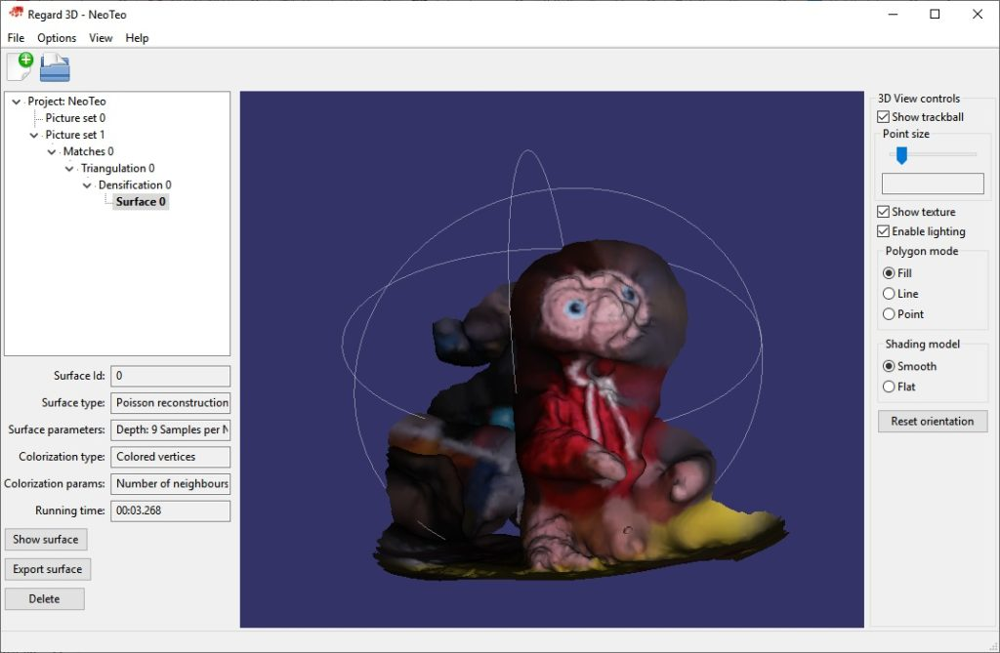 Regard 3D - NeoTeo
File Options View Help
Project: NeoTeo
Picture set 0
Picture set 1
Matches 0
Triangulation 0
Densification 0
Surface 0
Surface Id: 0
Surface type: Poisson reconstruction
Surface parameters: Depth: 9 Samples per N
Colorization type: Colored vertices
Colorization params: Number of neighbours
Running time: 00:03.268
Show surface
Export surface
Delete
3D View controls
Show trackball
Point size
Show texture
Enable lighting
Polygon mode
Fill
Line
Point
Shading model
Smooth
Flat
Reset orientation